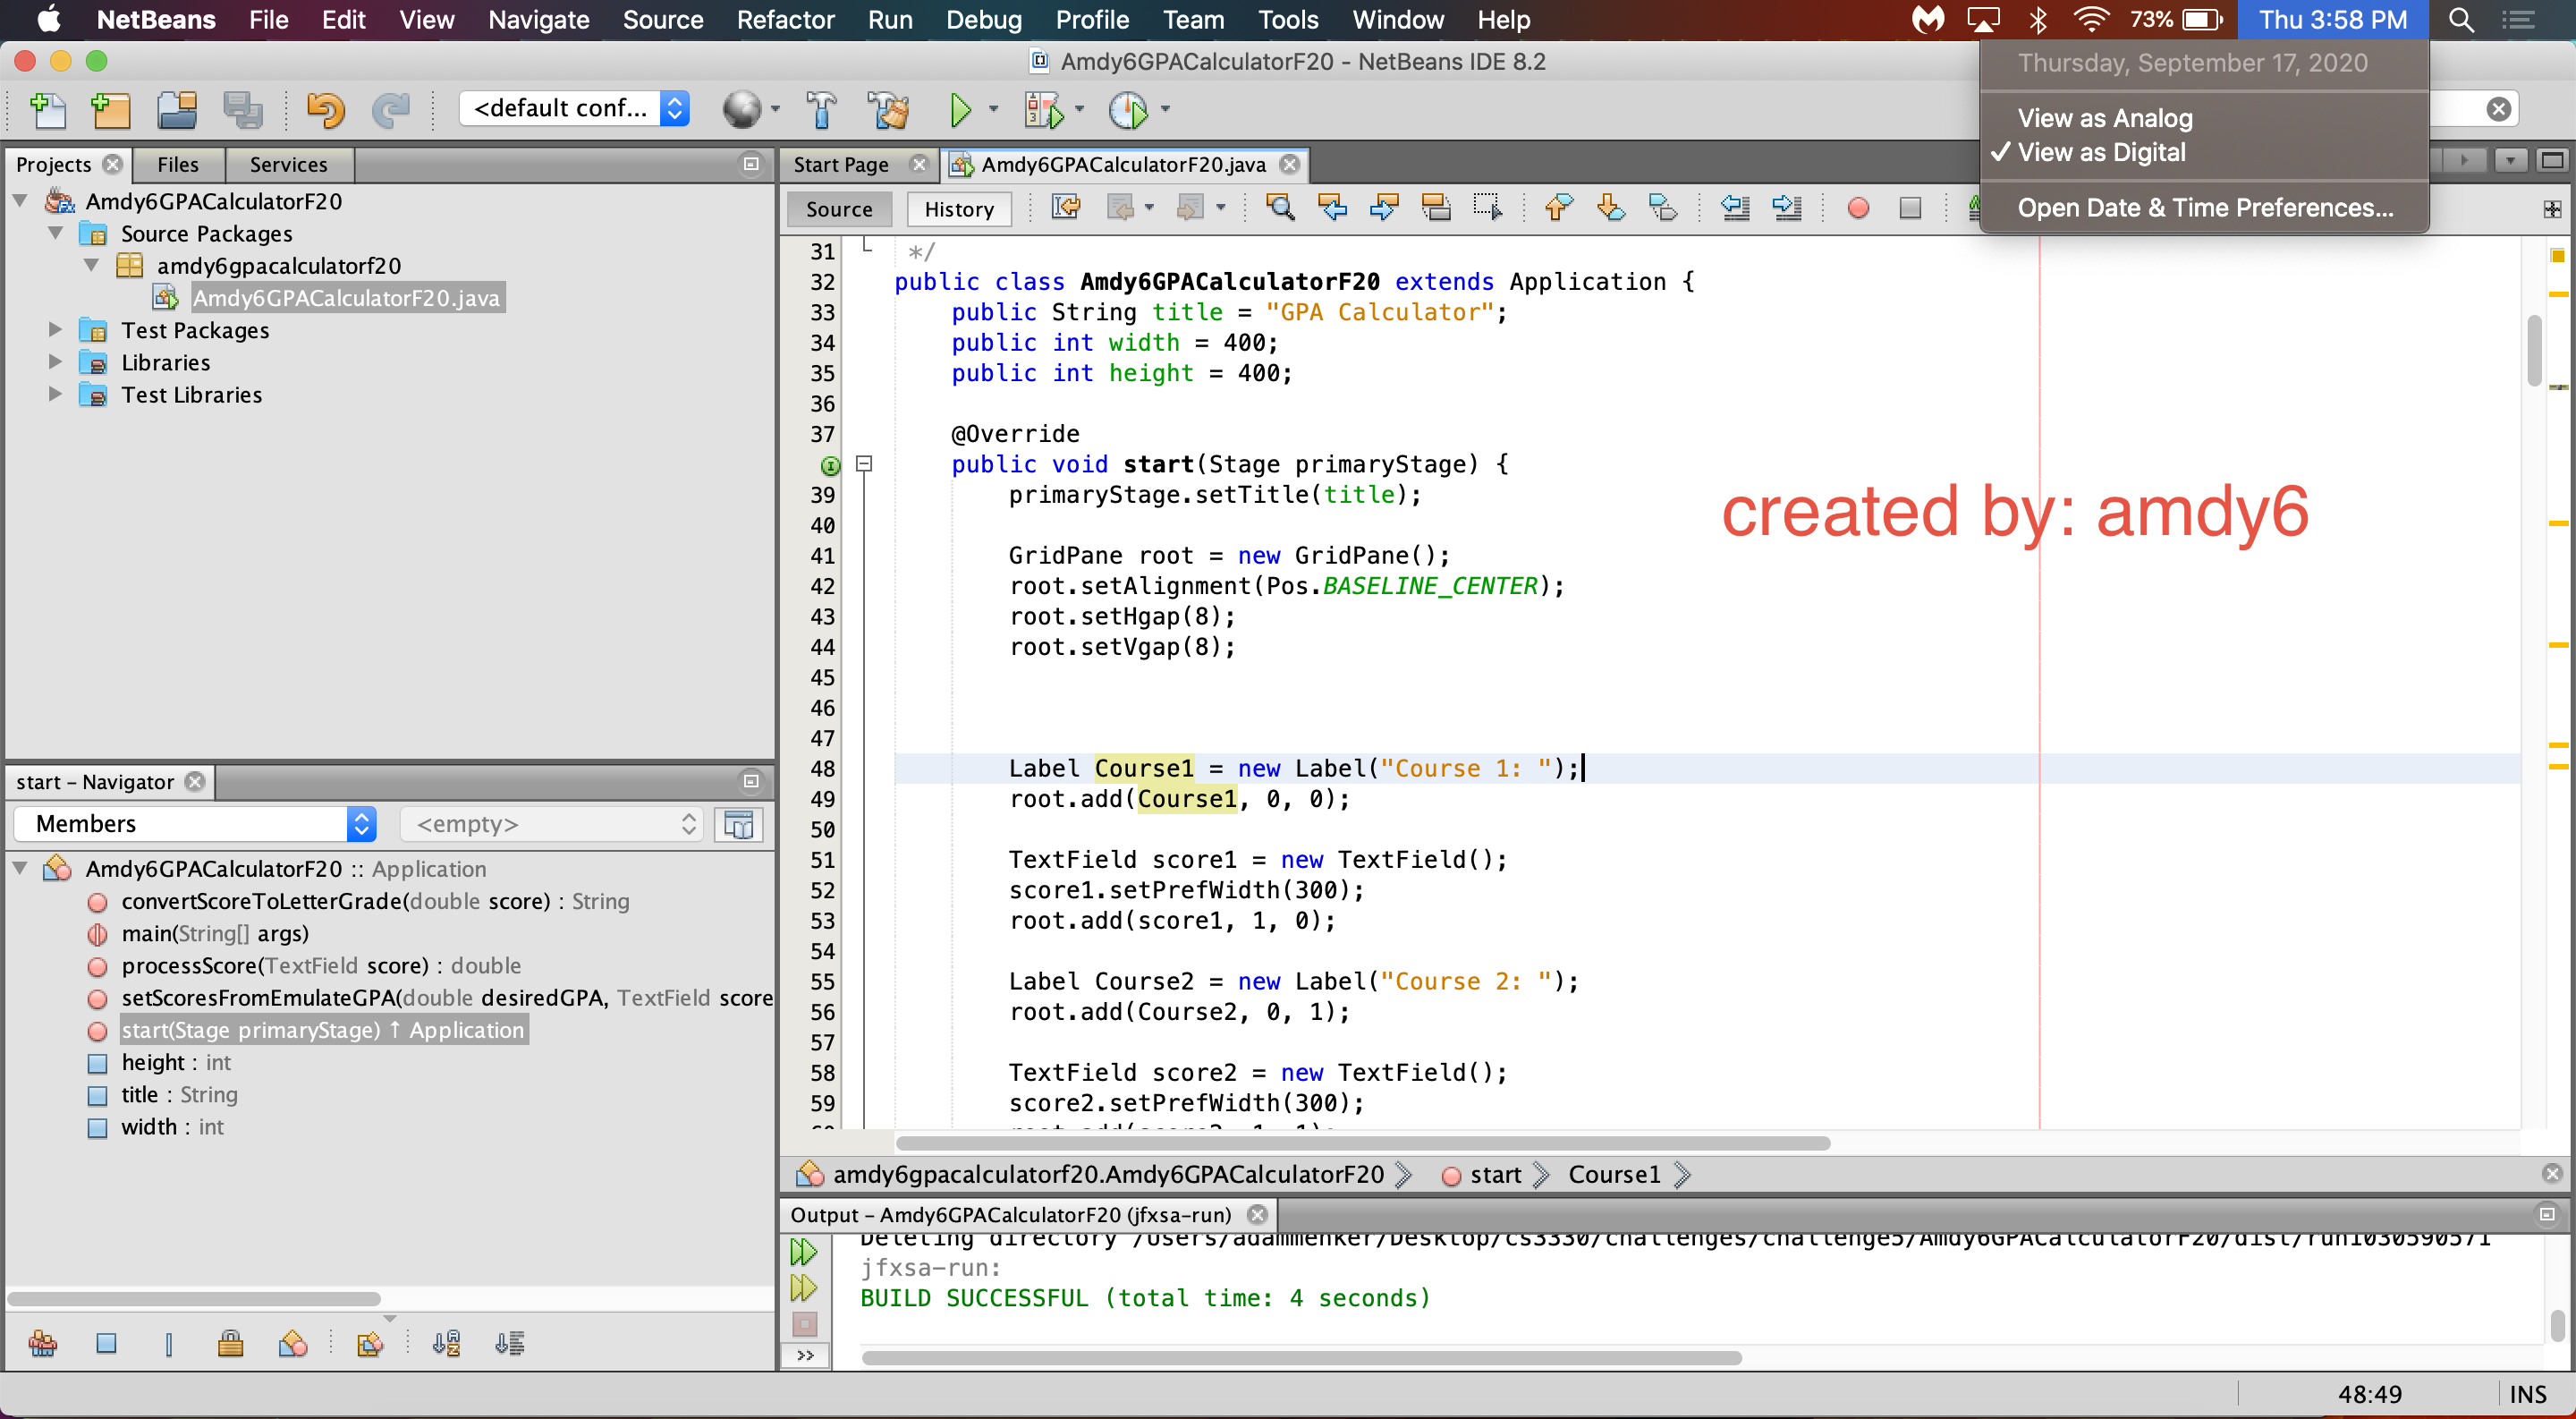 NetBeans File Edit View Navigate Source Refactor Run Debug Profile Team Tools Window Help 73% Thu 3:58 PM
Amdy6GPACalculatorF20 - NetBeans IDE 8.2
Thursday, September 17, 2020
View as Analog
✓ View as Digital
Open Date & Time Preferences...
<default conf...
Projects Files Services
Amdy6GPACalculatorF20
Source Packages
amdy6gpacalculatorf20
Amdy6GPACalculatorF20.java
Test Packages
Libraries
Test Libraries
start - Navigator
Members <empty>
Amdy6GPACalculatorF20 :: Application
convertScoreToLetterGrade(double score) : String
main(String[] args)
processScore(TextField score) : double
setScoresFromEmulateGPA(double desiredGPA, TextField score
start(Stage primaryStage) ↑ Application
height : int
title : String
width : int
Start Page Amdy6GPACalculatorF20.java
Source History
31 */
32 public class Amdy6GPACalculatorF20 extends Application {
33 public String title = "GPA Calculator";
34 public int width = 400;
35 public int height = 400;
36
37 @Override
public void start(Stage primaryStage) {
39 primaryStage.setTitle(title);
40
41 GridPane root = new GridPane();
42 root.setAlignment(Pos.BASELINE_CENTER);
43 root.setHgap(8);
44 root.setVgap(8);
45
46
47
48 Label Course1 = new Label("Course 1: ");
49 root.add(Course1, 0, 0);
50
51 TextField score1 = new TextField();
52 score1.setPrefWidth(300);
53 root.add(score1, 1, 0);
54
55 Label Course2 = new Label("Course 2: ");
56 root.add(Course2, 0, 1);
57
58 TextField score2 = new TextField();
59 score2.setPrefWidth(300);
created by: amdy6
amdy6gpacalculatorf20.Amdy6GPACalculatorF20 start Course1
Output - Amdy6GPACalculatorF20 (jfxsa-run)
Deleting directory /Users/adammenker/Desktop/cs3330/challenges/challenge5/Amdy6GPACalculatorF20/dist/run1030590571
jfxsa-run:
BUILD SUCCESSFUL (total time: 4 seconds)
48:49 INS